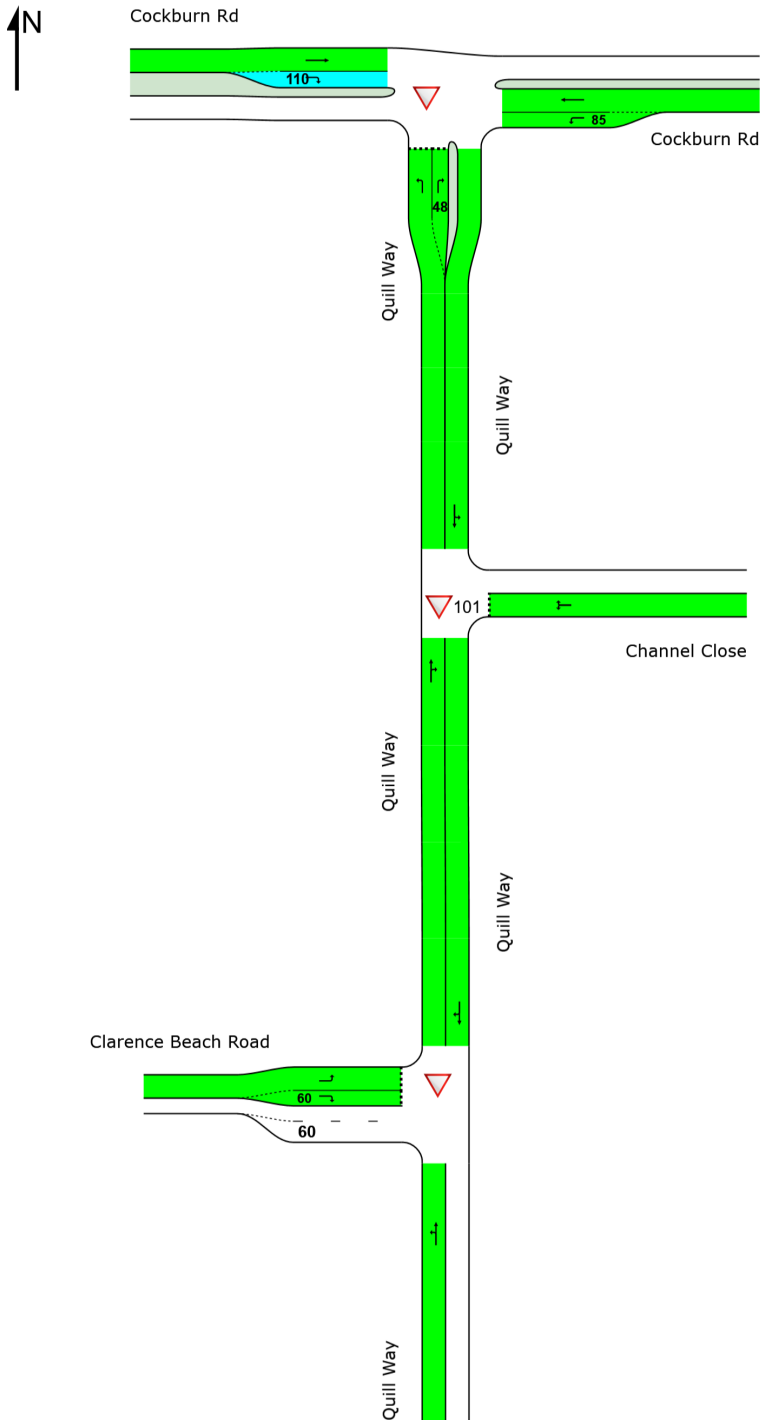 Cockburn Rd
N
110
85
Cockburn Rd
48
Quill Way
Quill Way
101
Channel Close
Quill Way
Quill Way
Clarence Beach Road
60
60
Quill Way